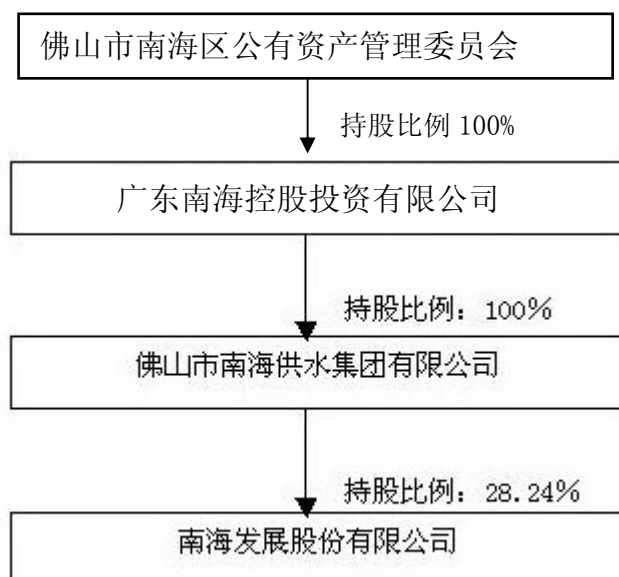 佛山市南海区公有资产管理委员会
持股比例 100%
广东南海控股投资有限公司
持股比例：100％
佛山市南海供水集团有限公司
持股比例：28.24％
南海发展股份有限公司